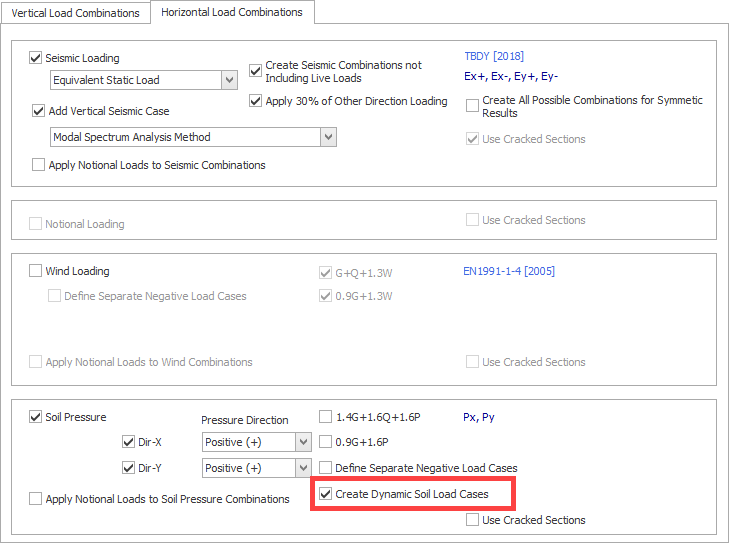 Vertical Load Combinations
Horizontal Load Combinations
Seismic Loading
Equivalent Static Load
Create Seismic Combinations not
Including Live Loads
TBDY [2018]
Ex+, Ex-, Ey+, Ey-
Add Vertical Seismic Case
Apply 30% of Other Direction Loading
Create All Possible Combinations for Symmetic
Results
Modal Spectrum Analysis Method
Use Cracked Sections
Apply Notional Loads to Seismic Combinations
Notional Loading
Use Cracked Sections
Wind Loading
G+Q+1.3W
EN1991-1-4 [2005]
Define Separate Negative Load Cases
0.9G+1.3W
Apply Notional Loads to Wind Combinations
Use Cracked Sections
Soil Pressure
Pressure Direction
1.4G+1.6Q+1.6P
Px, Py
Dir-X
Positive (+)
0.9G+1.6P
Dir-Y
Positive (+)
Define Separate Negative Load Cases
Apply Notional Loads to Soil Pressure Combinations
Create Dynamic Soil Load Cases
Use Cracked Sections